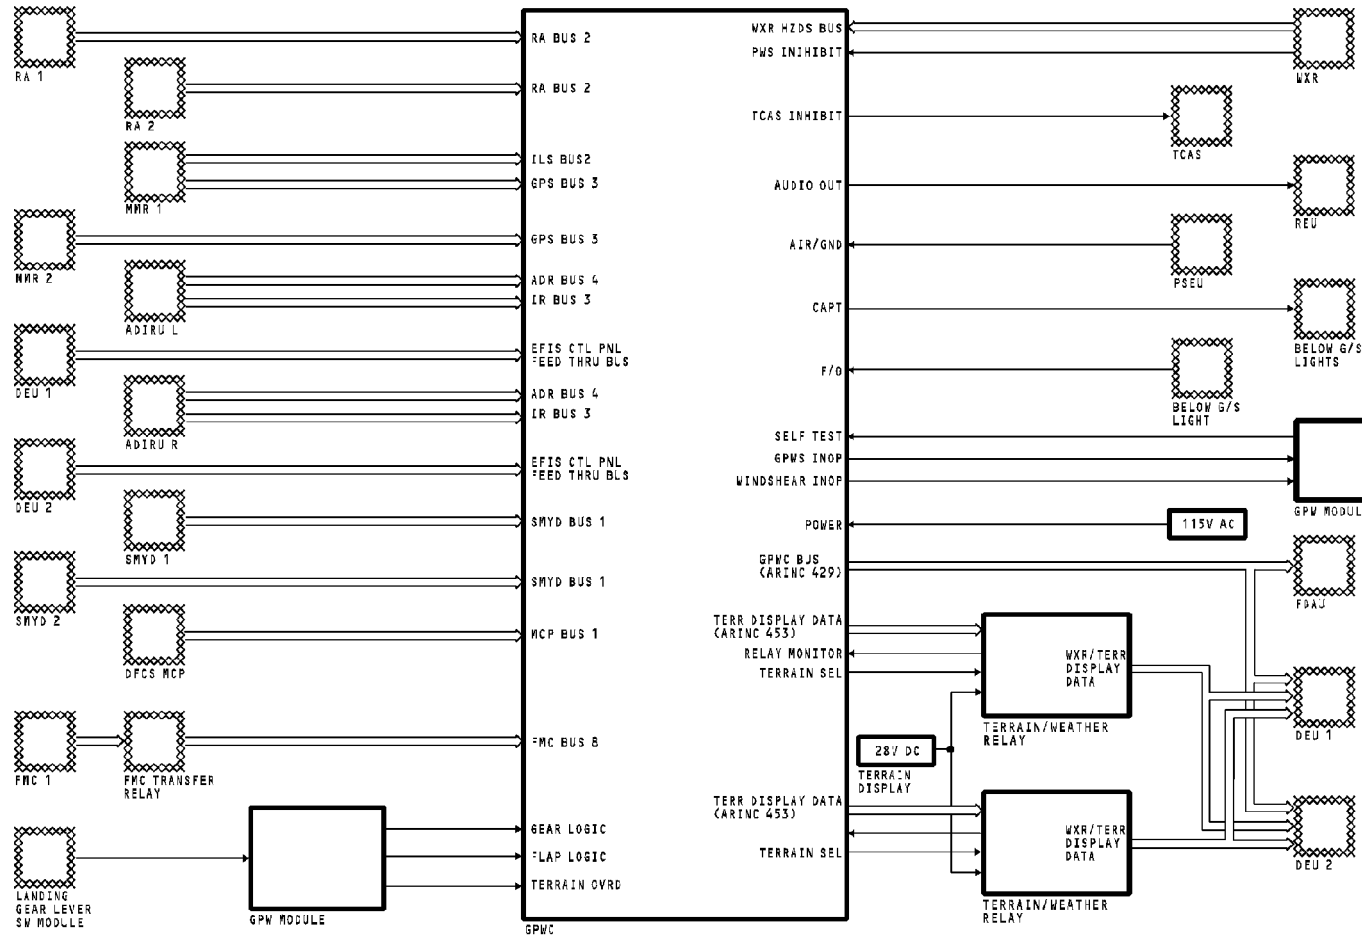 RA 1
RA 2
MMR 1
MMR 2
ADIRU L
DEU 1
ADIRU R
DEU 2
SMYD 1
SMYD 2
DFCS MCP
FMC 1
FMC TRANSFER
RELAY
LANDING
GEAR LEVER
SW MODULE
GPW MODULE
RA BUS 2
RA BUS 2
ILS BUS2
GPS BUS 3
GPS BUS 3
ADR BUS 4
IR BUS 3
EFIS CTL PNL
FEED THRU BUS
ADR BUS 4
IR BUS 3
EFIS CTL PNL
FEED THRU BUS
SMYD BUS 1
SMYD BUS 1
MCP BUS 1
FMC BUS 8
GEAR LOGIC
FLAP LOGIC
TERRAIN OVRD
GPWC
WXR HZDS BUS
PWS INIHIBIT
TCAS INHIBIT
AUDIO OUT
AIR/GND
CAPT
F/O
SELF TEST
GPWS INOP
WINDSHEAR INOP
POWER
GPWC BUS
(ARINC 429)
TERR DISPLAY DATA
(ARINC 453)
RELAY MONITOR
TERRAIN SEL
TERR DISPLAY DATA
(ARINC 453)
TERRAIN SEL
WXR
TCAS
REU
PSEU
BELOW G/S
LIGHTS
BELOW G/S
LIGHT
GPW MODUL
115V AC
FDAU
WXR/TERR
DISPLAY
DATA
TERRAIN/WEATHER
RELAY
28V DC
TERRAIN
DISPLAY
WXR/TERR
DISPLAY
DATA
TERRAIN/WEATHER
RELAY
DEU 1
DEU 2